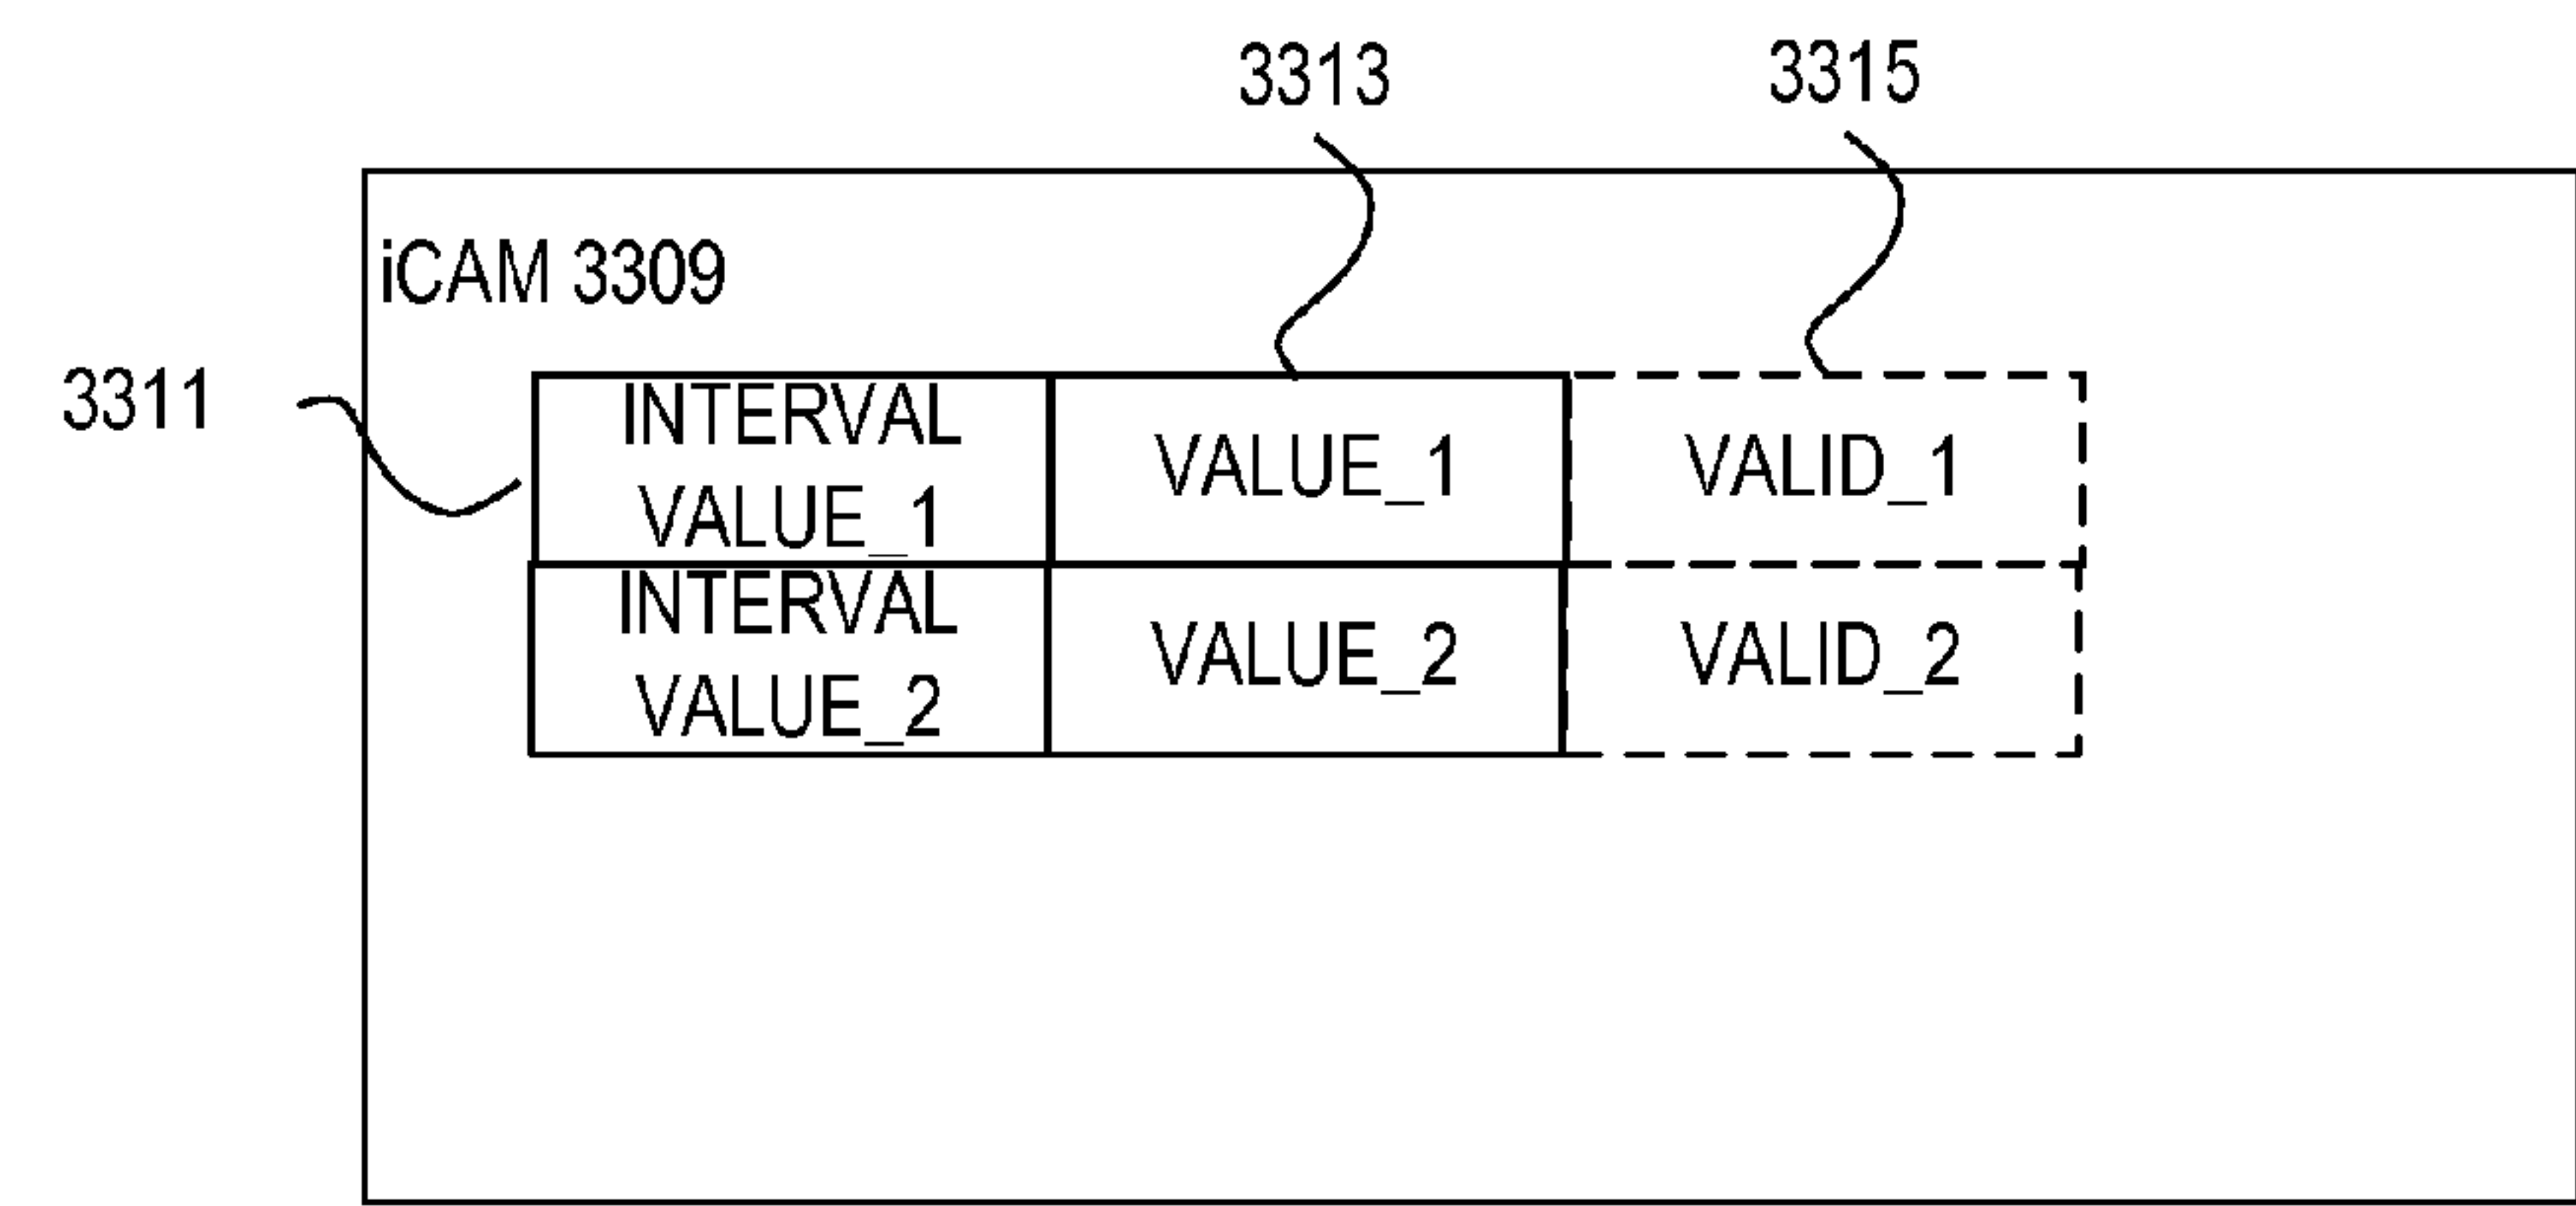 3313
3315
iCAM 3309
3311
INTERVAL
VALUE_1
VALUE_1
VALID_1
INTERVAL
VALUE_2
VALUE_2
VALID_2